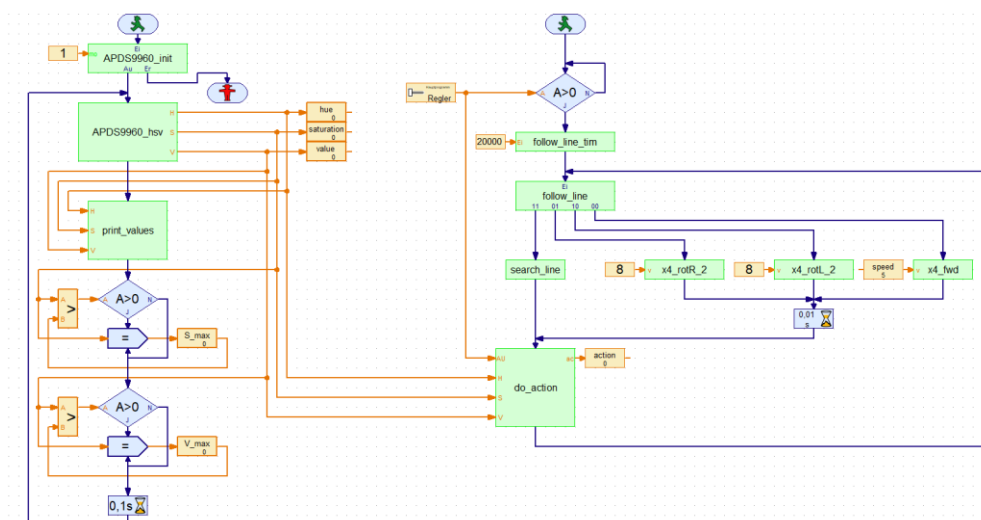 Ei
1
APDS9960_init
Au Er
APDS9960_hsv
H
S
V
hue
0
saturation
0
value
0
H
S
V
print_values
A
B
>
A
A>0
N
J
=
S_max
0
A
B
>
A
A>0
N
J
=
V_max
0
0,1s
Regler
A
A>0
N
J
20000
Ei
follow_line_tim
Ei
follow_line
11 01 10 00
search_line
8
v
x4_rotR_2
8
v
x4_rotL_2
speed
5
v
x4_fwd
0,01
s
AU
H
S
V
do_action
ac
action
0